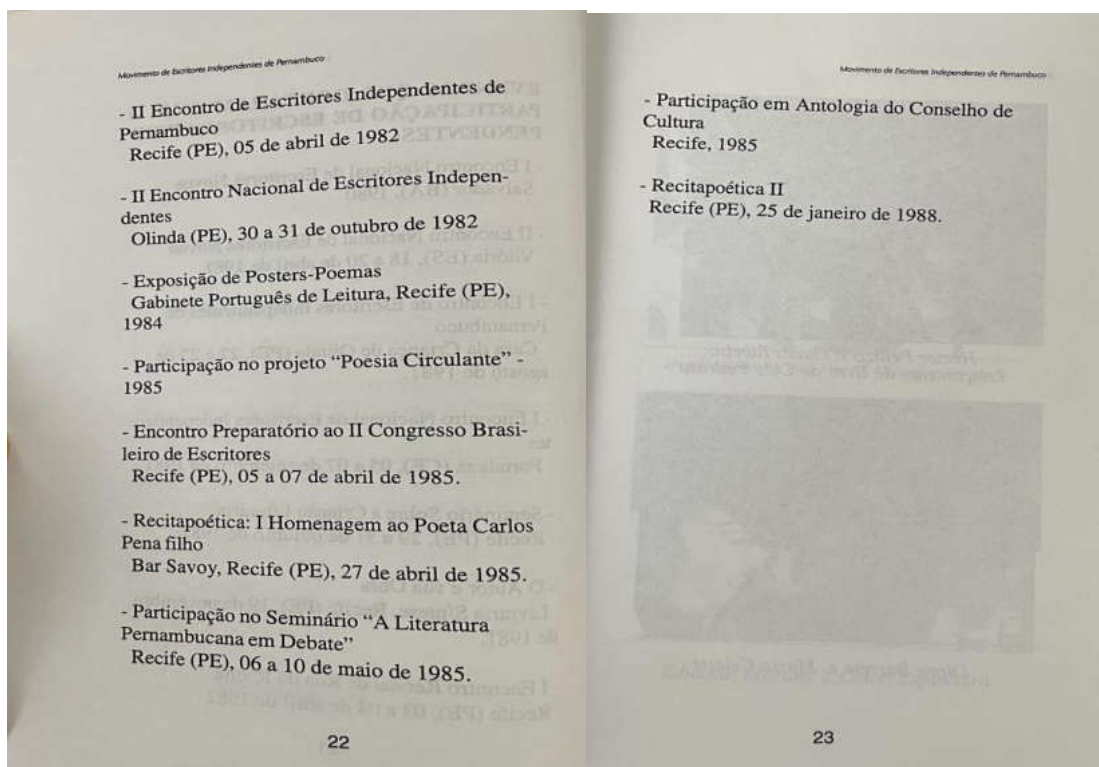 Movimento de Escritores Independentes de Pernambuco
- II Encontro de Escritores Independentes de
Pernambuco
Recife (PE), 05 de abril de 1982
- II Encontro Nacional de Escritores Indepen-
dentes
Olinda (PE), 30 a 31 de outubro de 1982
- Exposição de Posters-Poemas
Gabinete Português de Leitura, Recife (PE),
1984
- Participação no projeto “Poesia Circulante” -
1985
- Encontro Preparatório ao II Congresso Brasi-
leiro de Escritores
Recife (PE), 05 a 07 de abril de 1985.
- Recitapoética: I Homenagem ao Poeta Carlos
Pena filho
Bar Savoy, Recife (PE), 27 de abril de 1985.
- Participação no Seminário “A Literatura
Pernambucana em Debate”
Recife (PE), 06 a 10 de maio de 1985.
22
Movimento de Escritores Independentes de Pernambuco
- Participação em Antologia do Conselho de
Cultura
Recife, 1985
- Recitapoética II
Recife (PE), 25 de janeiro de 1988.
23